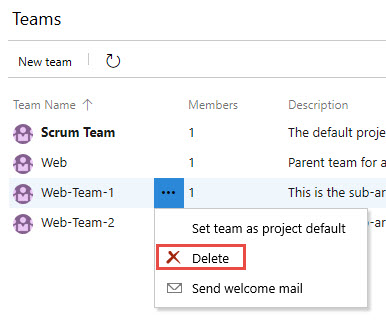 Teams
New team
Team Name Members Description
Scrum Team 1 The default proje
Web 1 Parent team for a
Web-Team-1 ••• 1 This is the sub-ar
Web-Team-2 sub-ar
Set team as project default
Delete
Send welcome mail